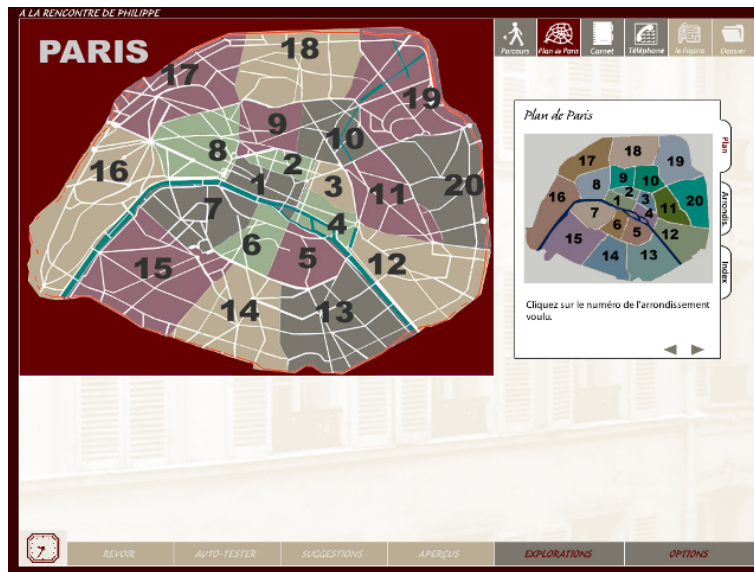 A LA RENCONTRE DE PHILIPPE
PARIS
18
17
19
9
10
8
2
16
1
3
11
20
7
4
6
5
15
12
14
13
Parcours
Plan de Paris
Carnet
Téléphone
le Figaro
Dossier
Plan de Paris
18
17
19
9
10
8
2
16
1
3
20
11
4
7
6
5
12
15
14
13
Cliquez sur le numéro de l'arrondissement
voulu.
Plan
Arrondis.
Index
REVOIR
AUTO-TESTER
SUGGESTIONS
APERÇUS
EXPLORATIONS
OPTIONS